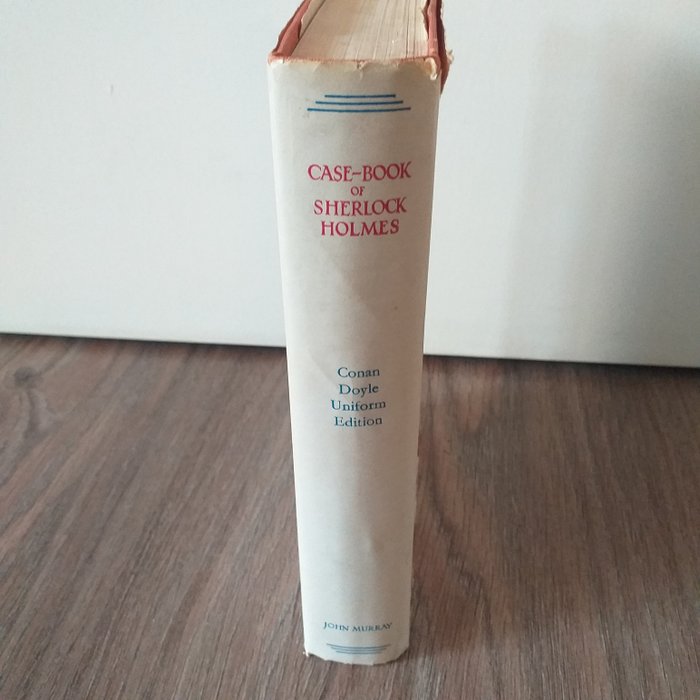 CASE-BOOK
OF
SHERLOCK
HOLMES
Conan
Doyle
Uniform
Edition
JOHN MURRAY